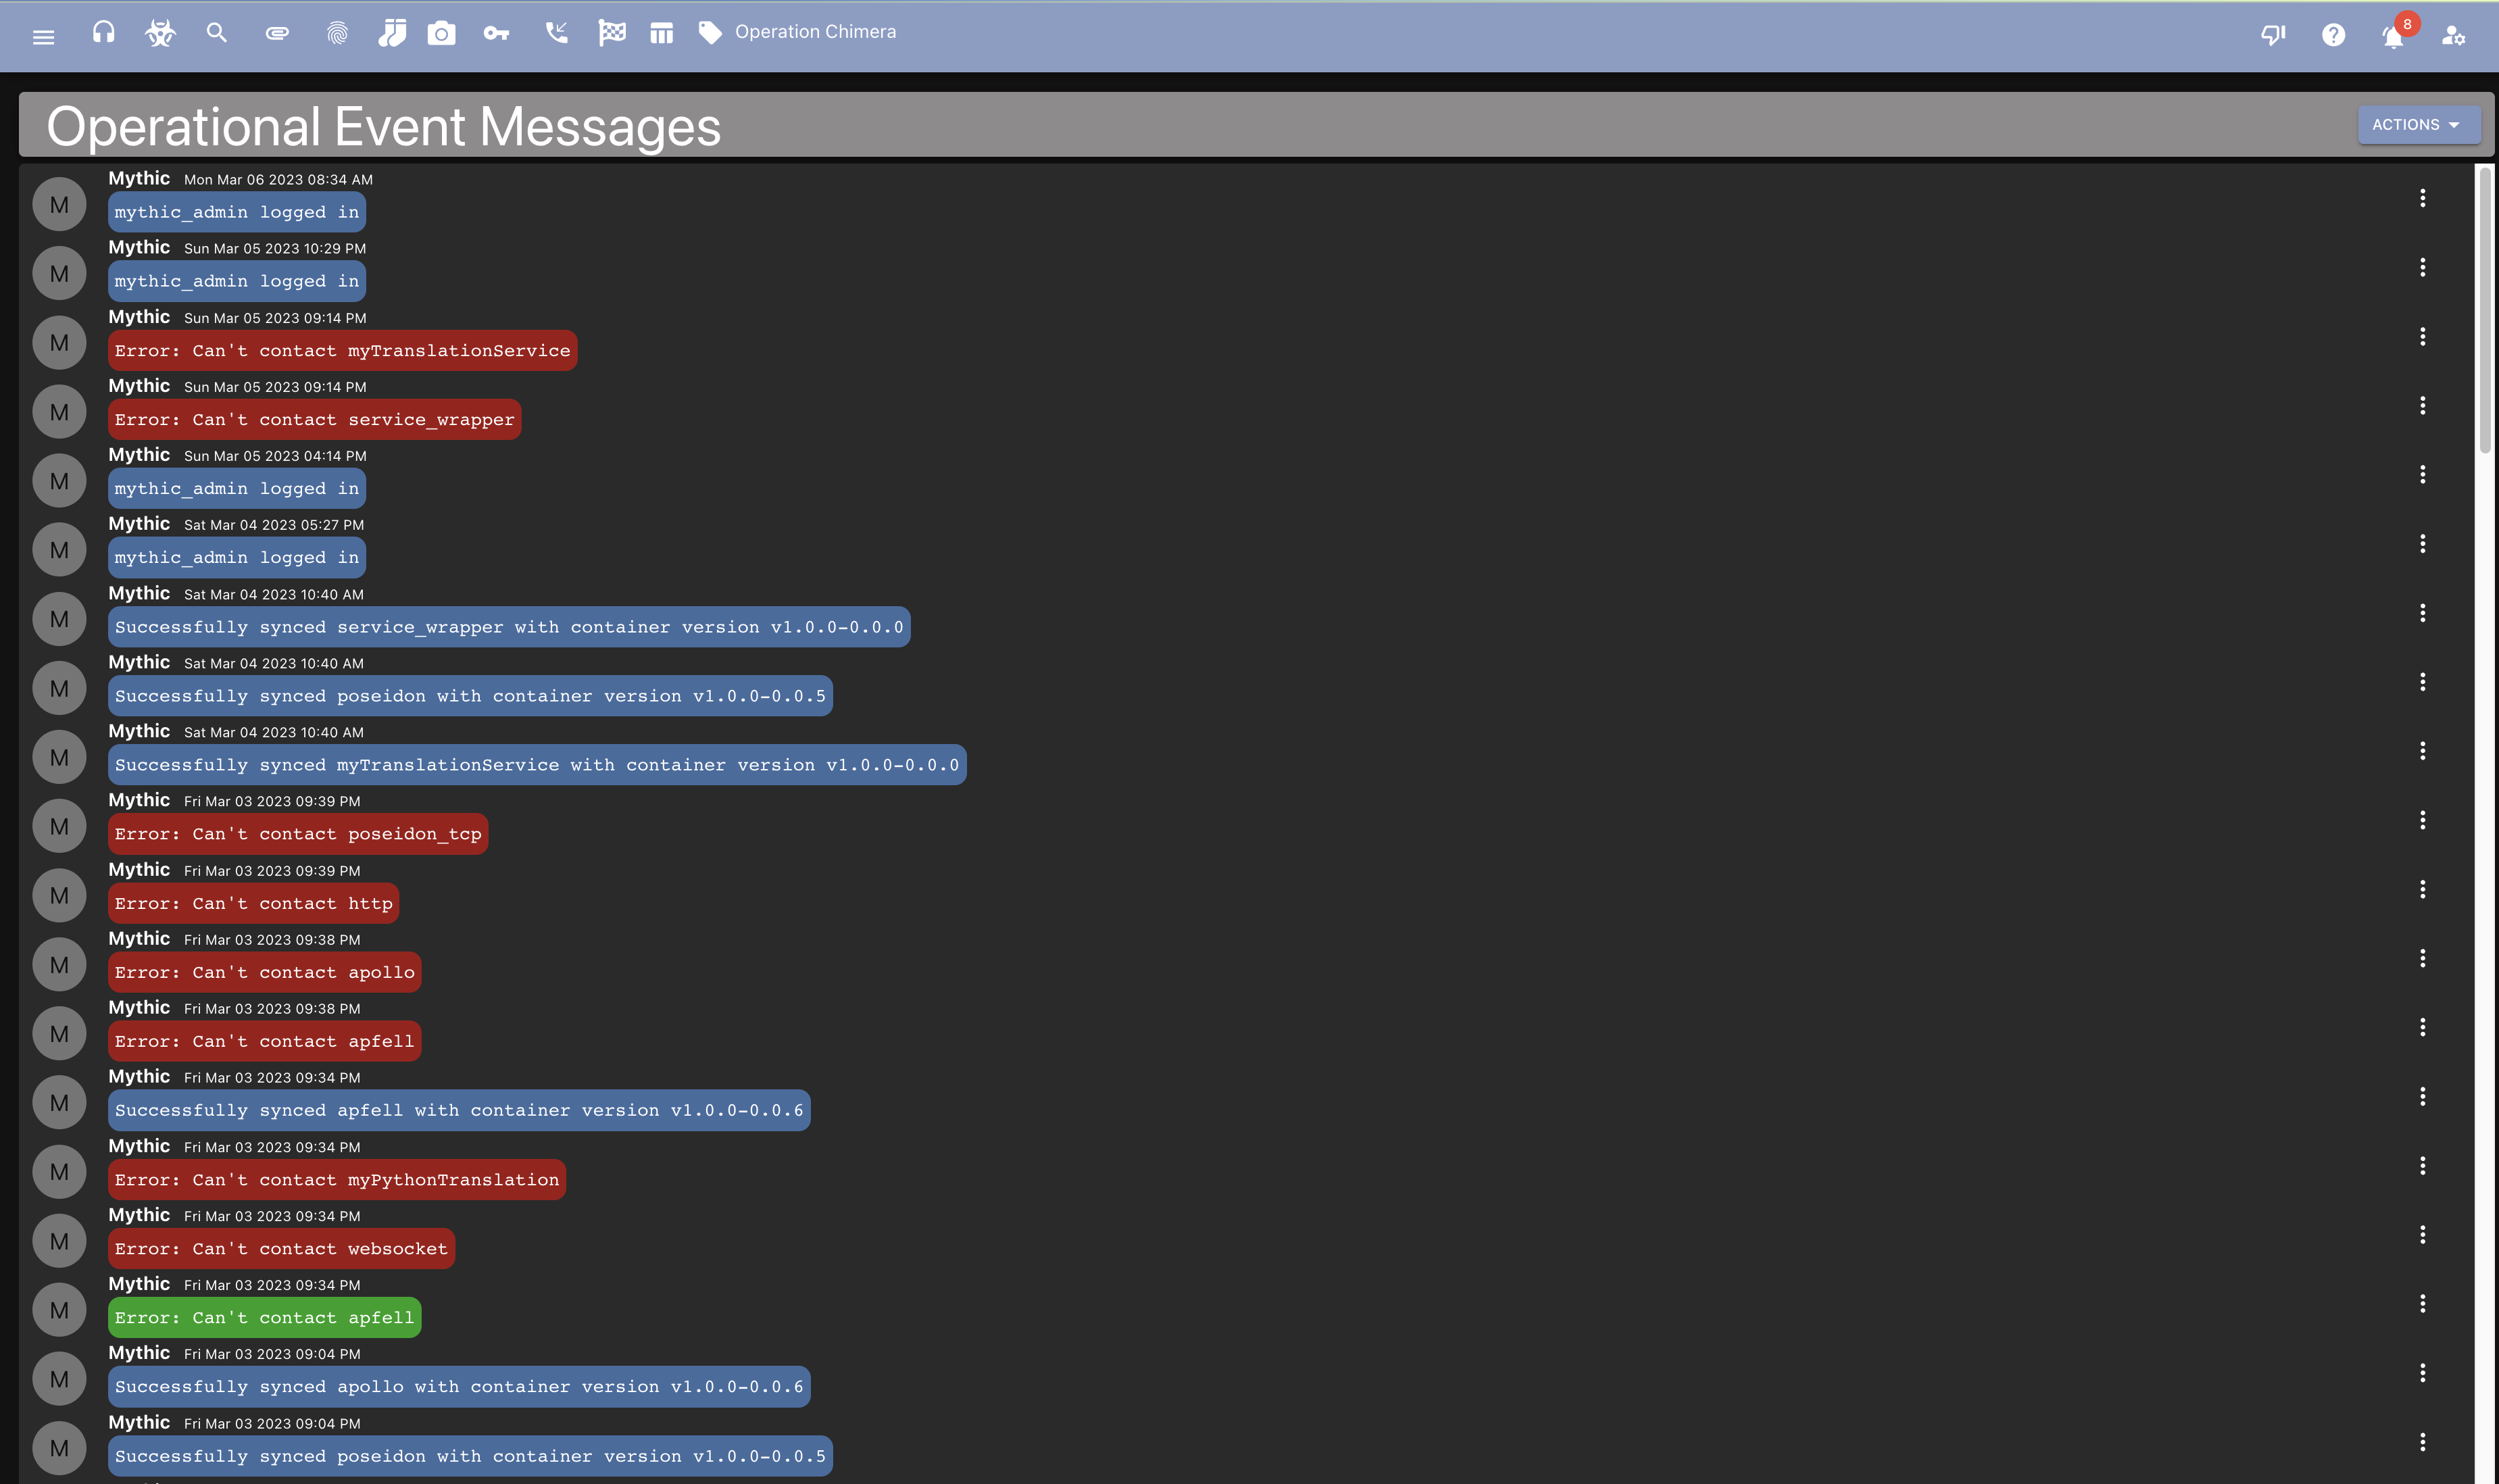 Operation Chimera
8
Operational Event Messages
ACTIONS
M
Mythic Mon Mar 06 2023 08:34 AM
mythic_admin logged in
M
Mythic Sun Mar 05 2023 10:29 PM
mythic_admin logged in
M
Mythic Sun Mar 05 2023 09:14 PM
Error: Can't contact myTranslationService
M
Mythic Sun Mar 05 2023 09:14 PM
Error: Can't contact service_wrapper
M
Mythic Sun Mar 05 2023 04:14 PM
mythic_admin logged in
M
Mythic Sat Mar 04 2023 05:27 PM
mythic_admin logged in
M
Mythic Sat Mar 04 2023 10:40 AM
Successfully synced service_wrapper with container version v1.0.0-0.0.0
M
Mythic Sat Mar 04 2023 10:40 AM
Successfully synced poseidon with container version v1.0.0-0.0.5
M
Mythic Sat Mar 04 2023 10:40 AM
Successfully synced myTranslationService with container version v1.0.0-0.0.0
M
Mythic Fri Mar 03 2023 09:39 PM
Error: Can't contact poseidon_tcp
M
Mythic Fri Mar 03 2023 09:39 PM
Error: Can't contact http
M
Mythic Fri Mar 03 2023 09:38 PM
Error: Can't contact apollo
M
Mythic Fri Mar 03 2023 09:38 PM
Error: Can't contact apfell
M
Mythic Fri Mar 03 2023 09:34 PM
Successfully synced apfell with container version v1.0.0-0.0.6
M
Mythic Fri Mar 03 2023 09:34 PM
Error: Can't contact myPythonTranslation
M
Mythic Fri Mar 03 2023 09:34 PM
Error: Can't contact websocket
M
Mythic Fri Mar 03 2023 09:34 PM
Error: Can't contact apfell
M
Mythic Fri Mar 03 2023 09:04 PM
Successfully synced apollo with container version v1.0.0-0.0.6
M
Mythic Fri Mar 03 2023 09:04 PM
Successfully synced poseidon with container version v1.0.0-0.0.5